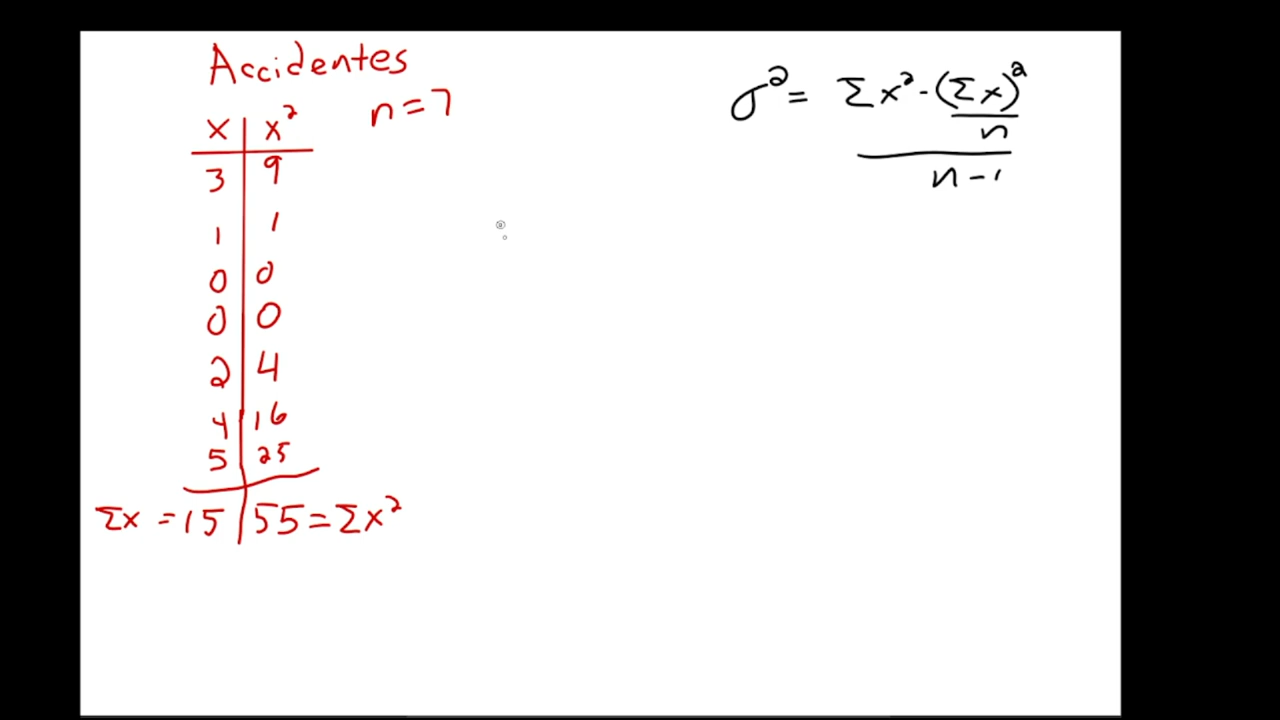 Accidentes
n=7
x | x²
3 | 9
1 | 1
0 | 0
0 | 0
2 | 4
4 | 16
5 | 25
Σx =15 | 55=Σx²
σ²= Σx²-(Σx)²
n
n-1